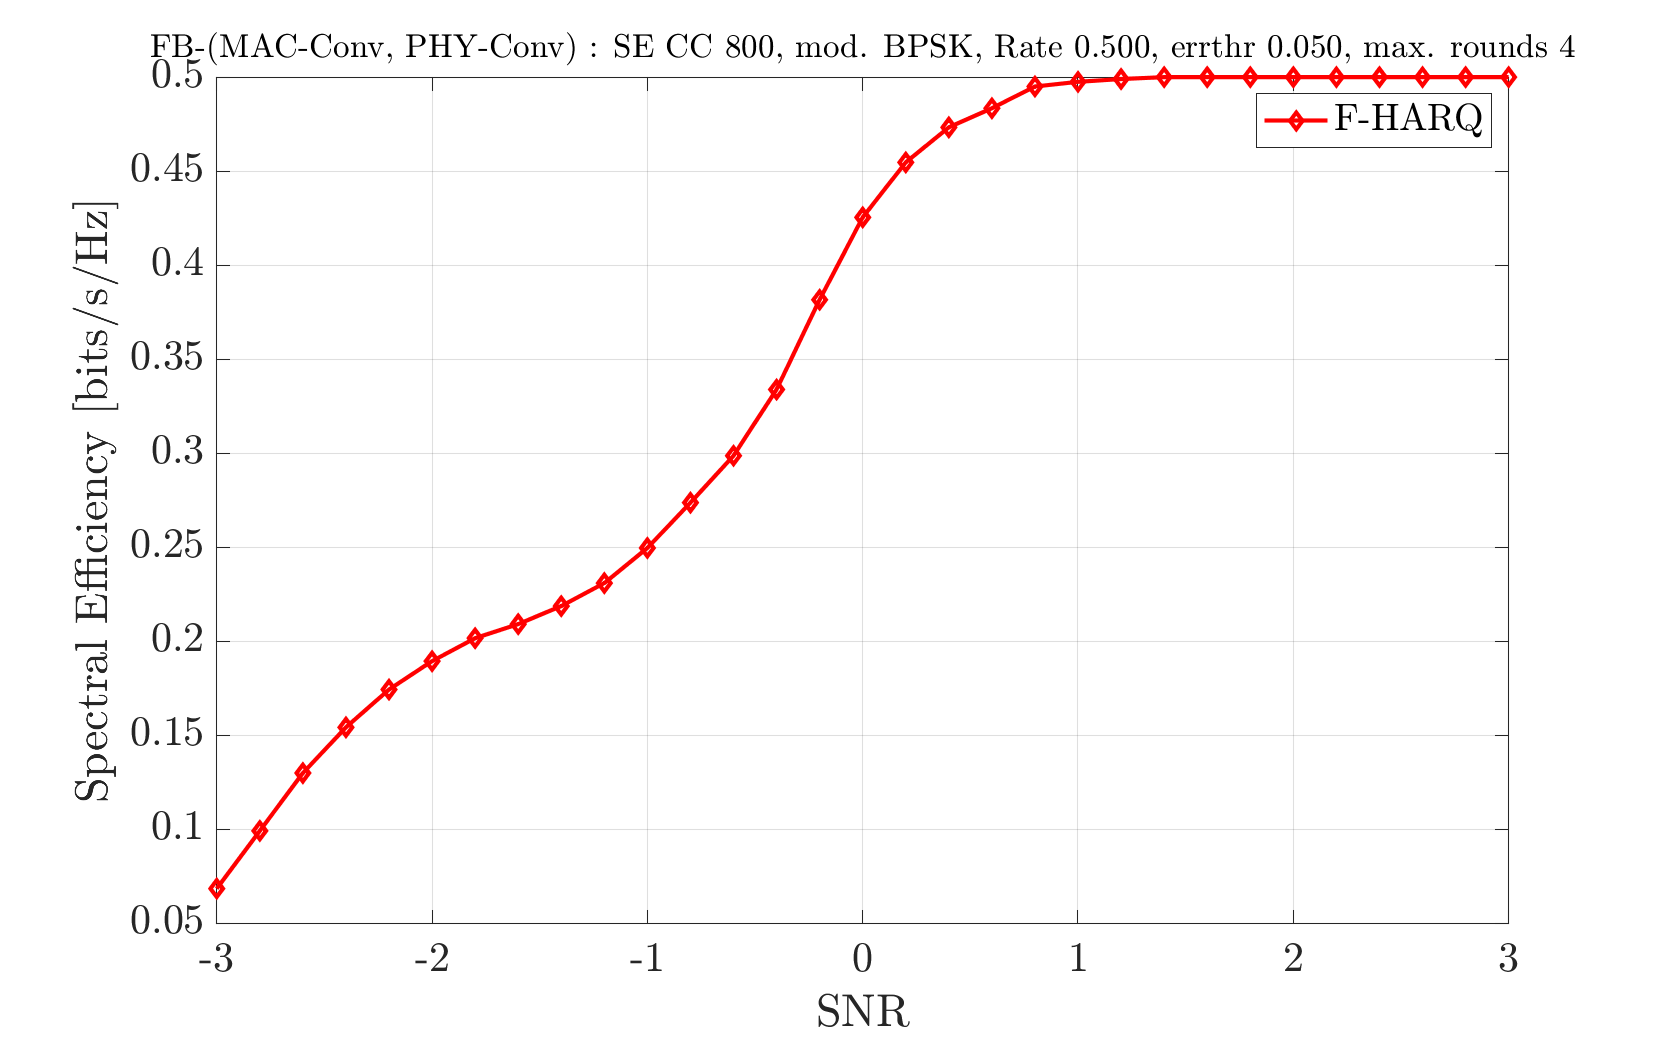 FB-(MAC-Conv, PHY-Conv) : SE CC 800, mod. BPSK, Rate 0.500, errthr 0.050, max. rounds 4
F-HARQ
Spectral Efficiency [bits/s/Hz]
0.5
0.45
0.4
0.35
0.3
0.25
0.2
0.15
0.1
0.05
-3 -2 -1 0 1 2 3
SNR